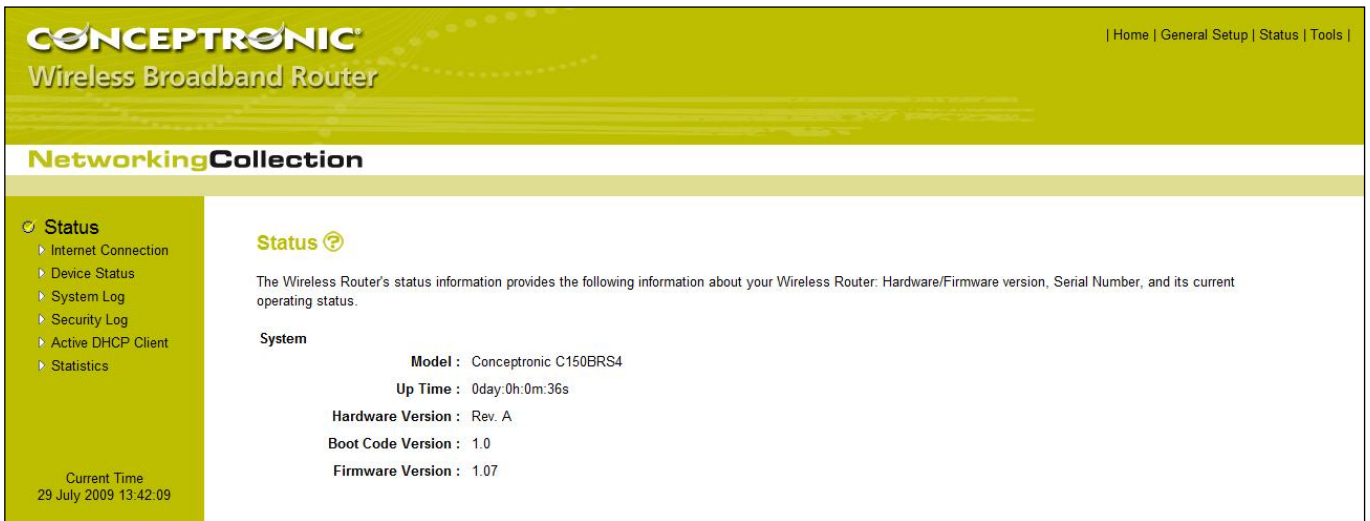 CONCEPTRONIC®
Wireless Broadband Router
| Home | General Setup | Status | Tools |
NetworkingCollection
Status
Internet Connection
Device Status
System Log
Security Log
Active DHCP Client
Statistics
Current Time
29 July 2009 13:42:09
Status ?
The Wireless Router's status information provides the following information about your Wireless Router: Hardware/Firmware version, Serial Number, and its current
operating status.
System
Model : Conceptronic C150BRS4
Up Time : 0day:0h:0m:36s
Hardware Version : Rev. A
Boot Code Version : 1.0
Firmware Version : 1.07